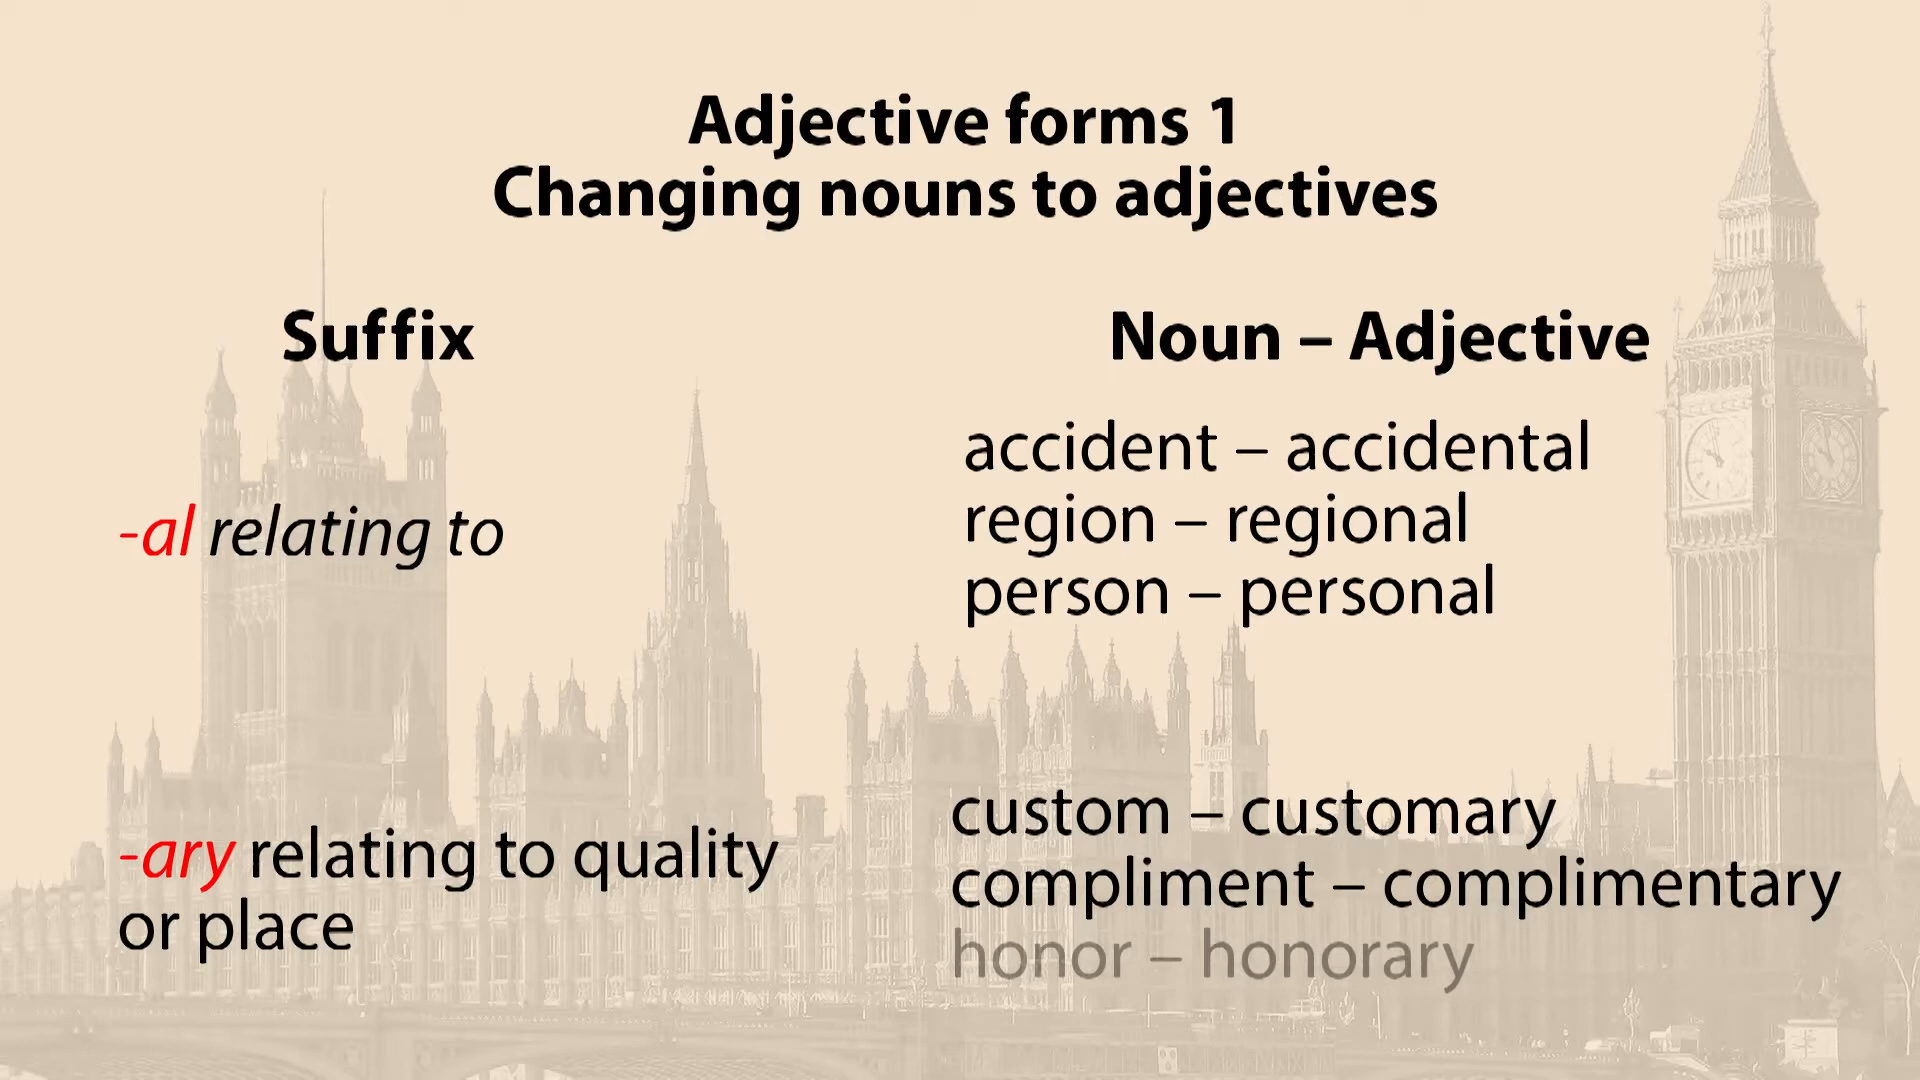 Adjective forms 1
Changing nouns to adjectives
Suffix
Noun – Adjective
-al relating to
accident – accidental
region – regional
person – personal
-ary relating to quality
or place
custom – customary
compliment – complimentary
honor – honorary